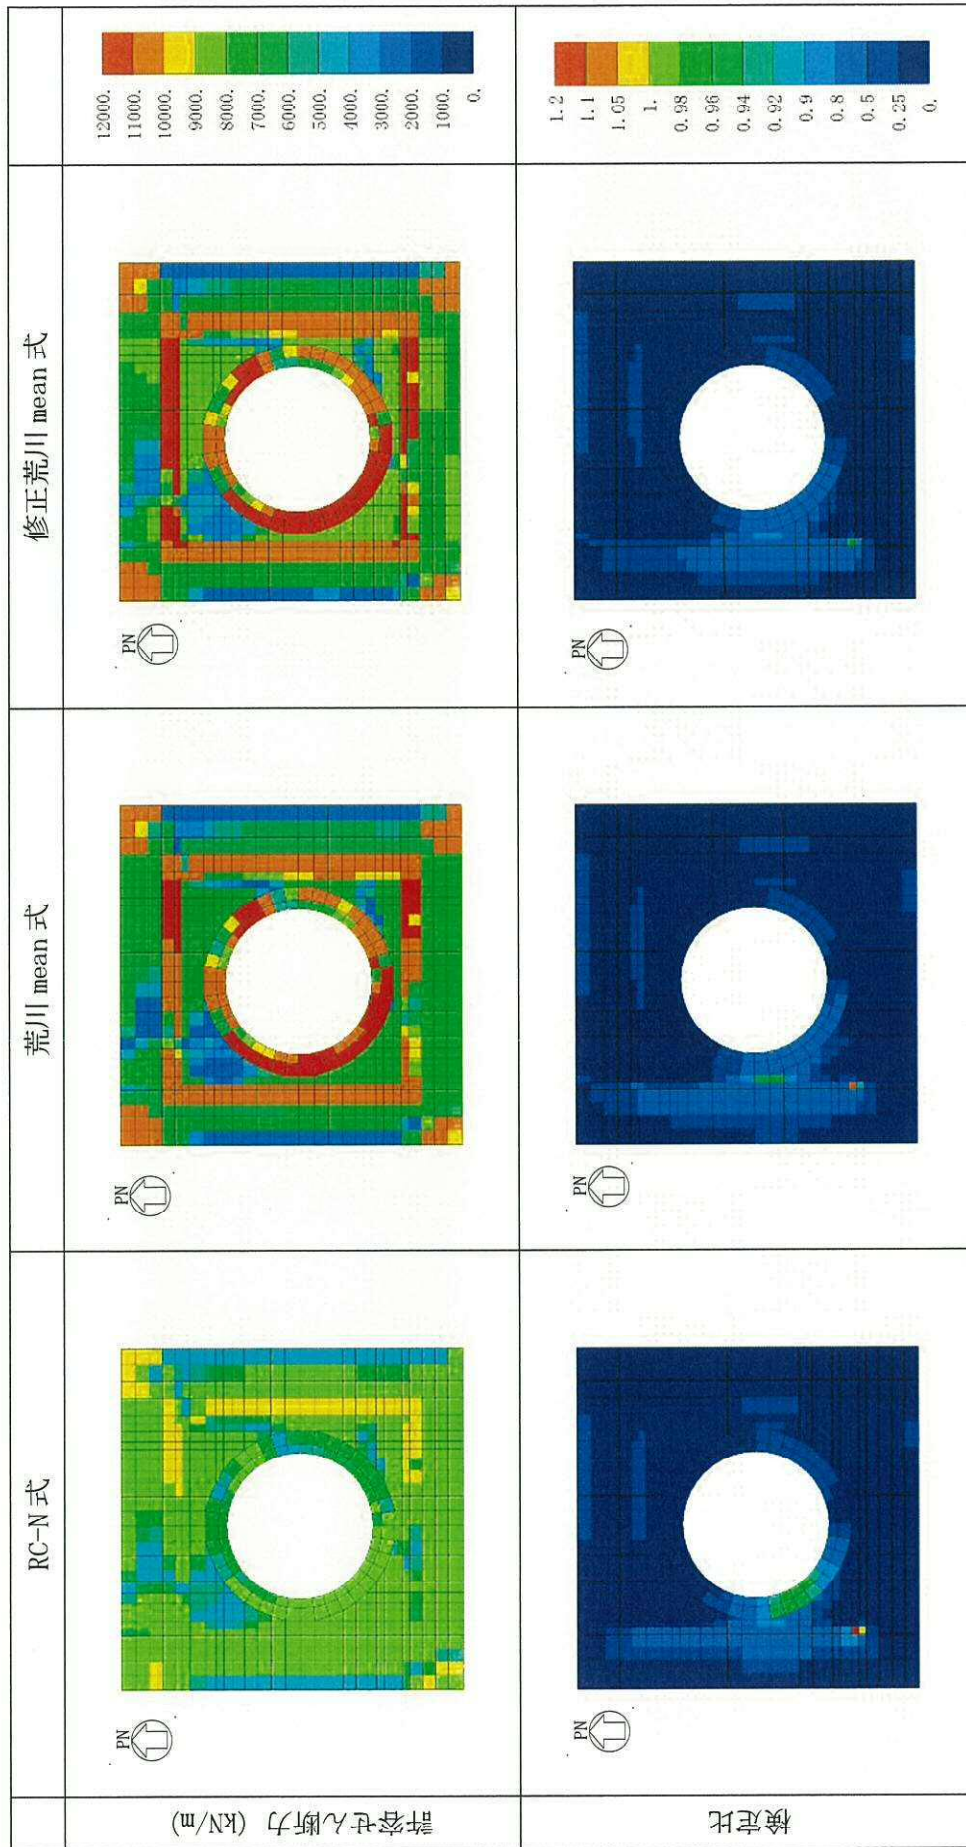 RC-N 式
荒川 mean 式
修正荒川 mean 式
許容せん断力 (kN/m)
PN
PN
PN
12000.
11000.
10000.
9000.
8000.
7000.
6000.
5000.
4000.
3000.
2000.
1000.
0.
検定比
PN
PN
PN
1.2
1.1
1.05
1.
0.98
0.96
0.94
0.92
0.9
0.8
0.5
0.25
0.